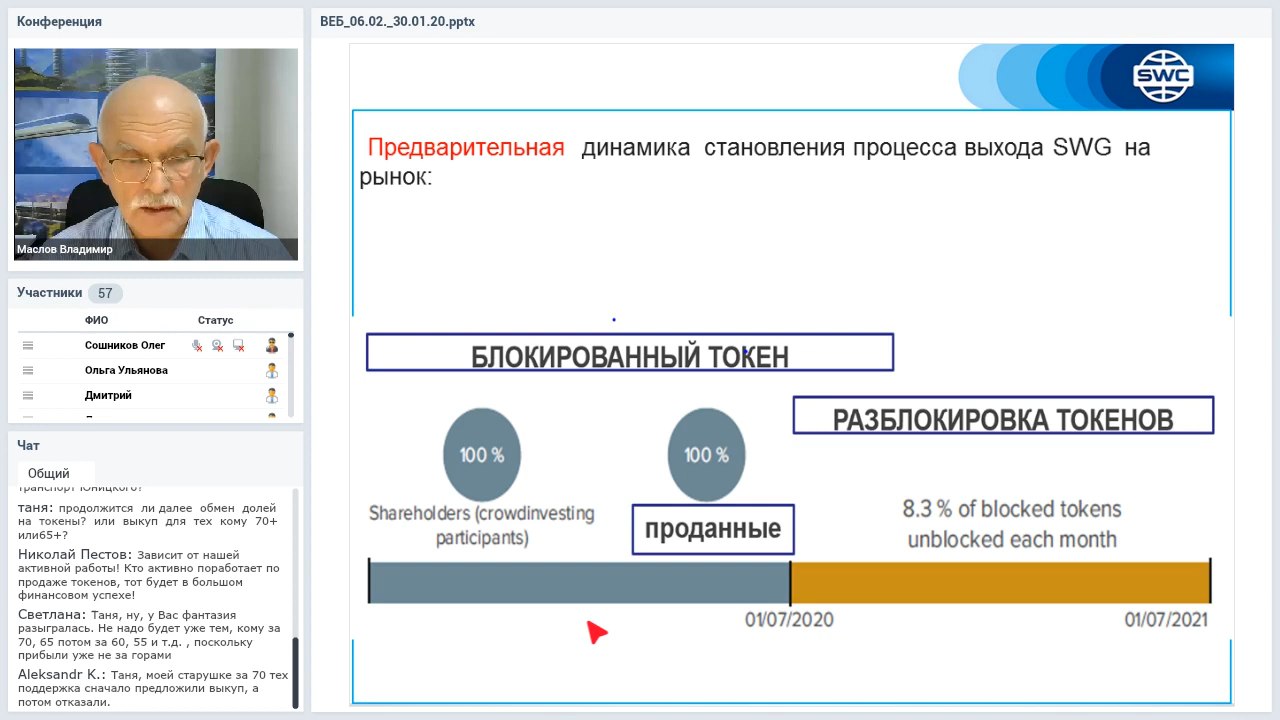 Конференция
Маслов Владимир
Участники 57
ФИО Статус
Сошников Олег
Ольга Ульянова
Дмитрий
Чат
Общий
транспорт Юницкого?
таня: продолжится ли далее обмен долей
на токены? или выкуп для тех кому 70+
или65+?
Николай Пестов: Зависит от нашей
активной работы! Кто активно поработает по
продаже токенов, тот будет в большом
финансовом успехе!
Светлана: Таня, ну, у Вас фантазия
разыгралась. Не надо будет уже тем, кому за
70, 65 потом за 60, 55 и т.д. , поскольку
прибыли уже не за горами
Aleksandr K.: Таня, моей старушке за 70 тех
поддержка сначало предложили выкуп, а
потом отказали.
ВЕБ_06.02._30.01.20.pptx
SWC
Предварительная динамика становления процесса выхода SWG на
рынок:
БЛОКИРОВАННЫЙ ТОКЕН
РАЗБЛОКИРОВКА ТОКЕНОВ
100 %
100 %
Shareholders (crowdinvesting
participants)
проданные
8.3 % of blocked tokens
unblocked each month
01/07/2020
01/07/2021